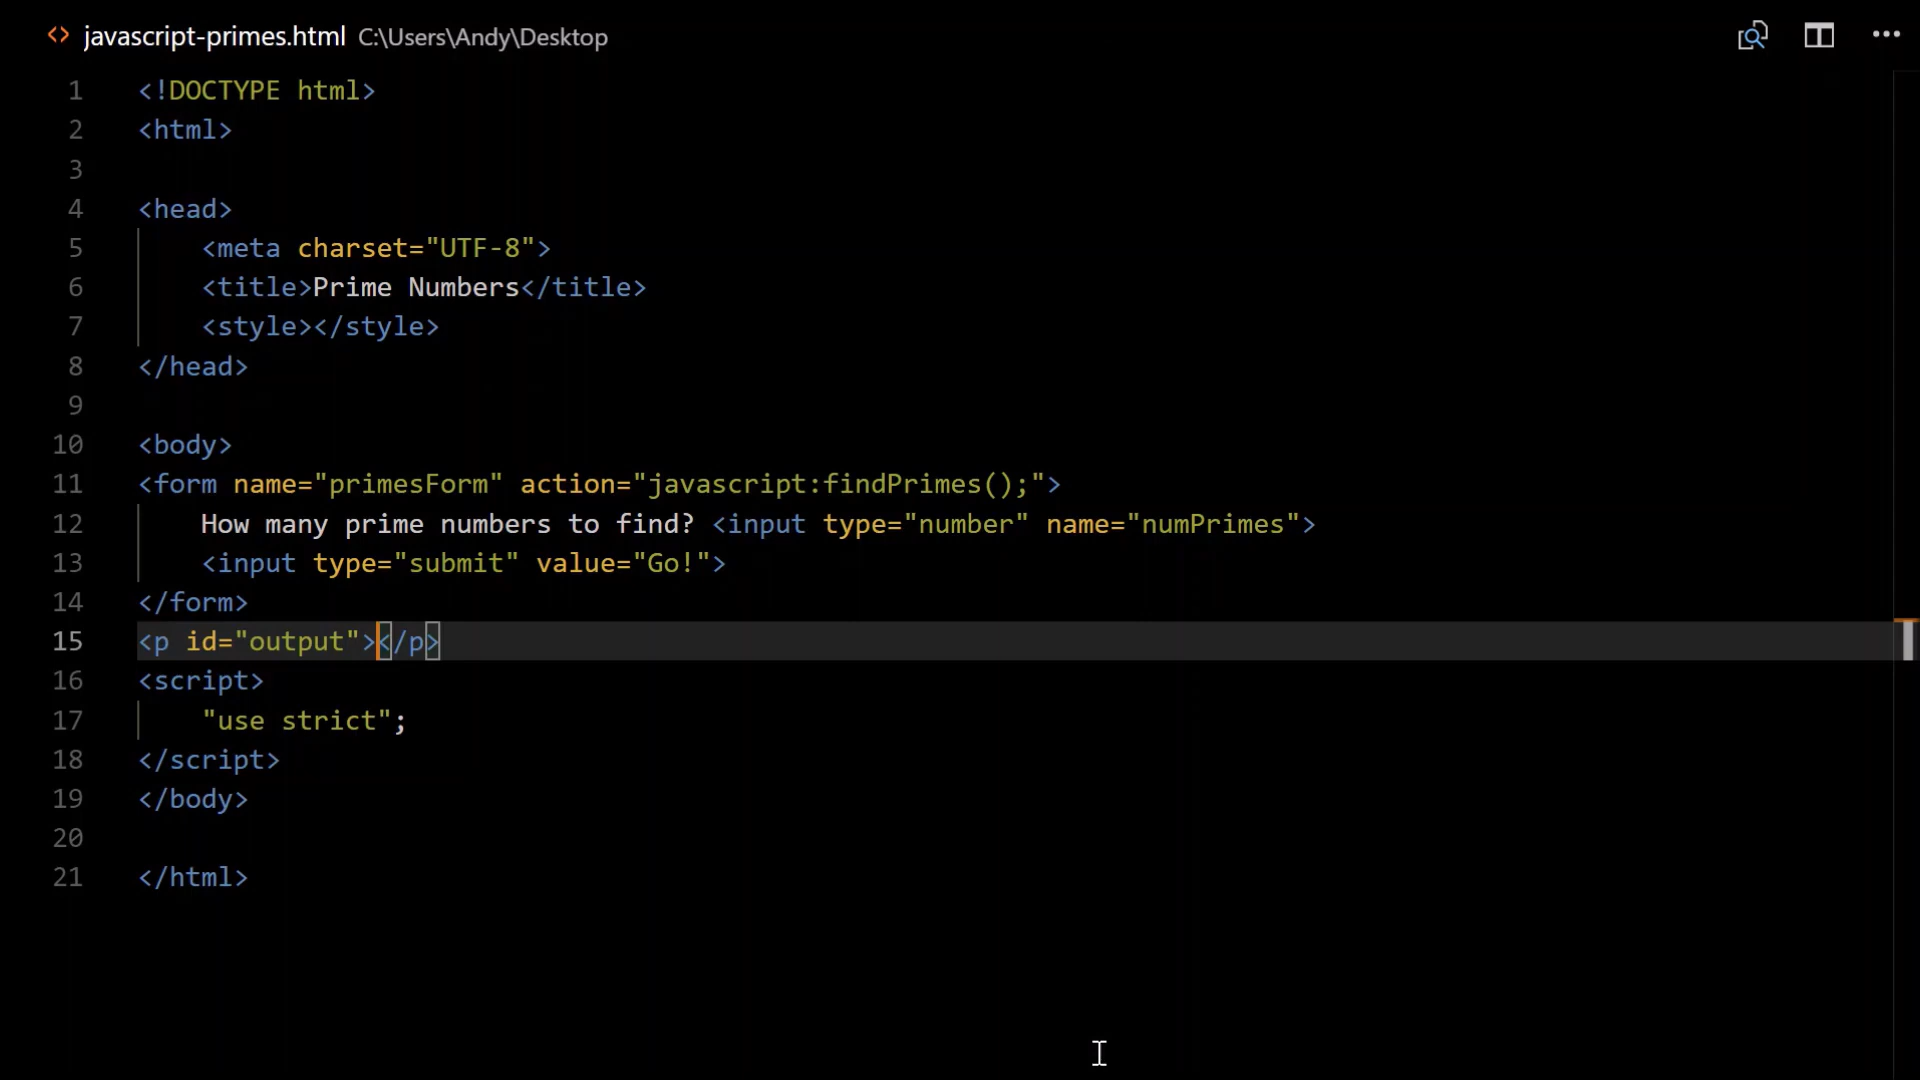 <> javascript-primes.html C:\Users\Andy\Desktop
1 <!DOCTYPE html>
2 <html>
3
4 <head>
5     <meta charset="UTF-8">
6     <title>Prime Numbers</title>
7     <style></style>
8 </head>
9
10 <body>
11 <form name="primesForm" action="javascript:findPrimes();">
12     How many prime numbers to find? <input type="number" name="numPrimes">
13     <input type="submit" value="Go!">
14 </form>
15 <p id="output"></p>
16 <script>
17     "use strict";
18 </script>
19 </body>
20
21 </html>